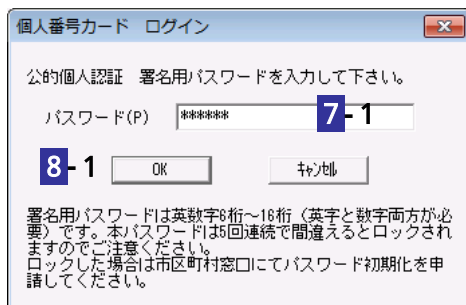 個人番号カード ログイン
公的個人認証 署名用パスワードを入力して下さい。
パスワード(P) ****** 7-1
8-1 OK ｷｬﾝｾﾙ
署名用パスワードは英数字6桁～16桁（英字と数字両方が必
要）です。本パスワードは5回連続で間違えるとロックされ
ますのでご注意ください。
ロックした場合は市区町村窓口にてパスワード初期化を申
請してください。